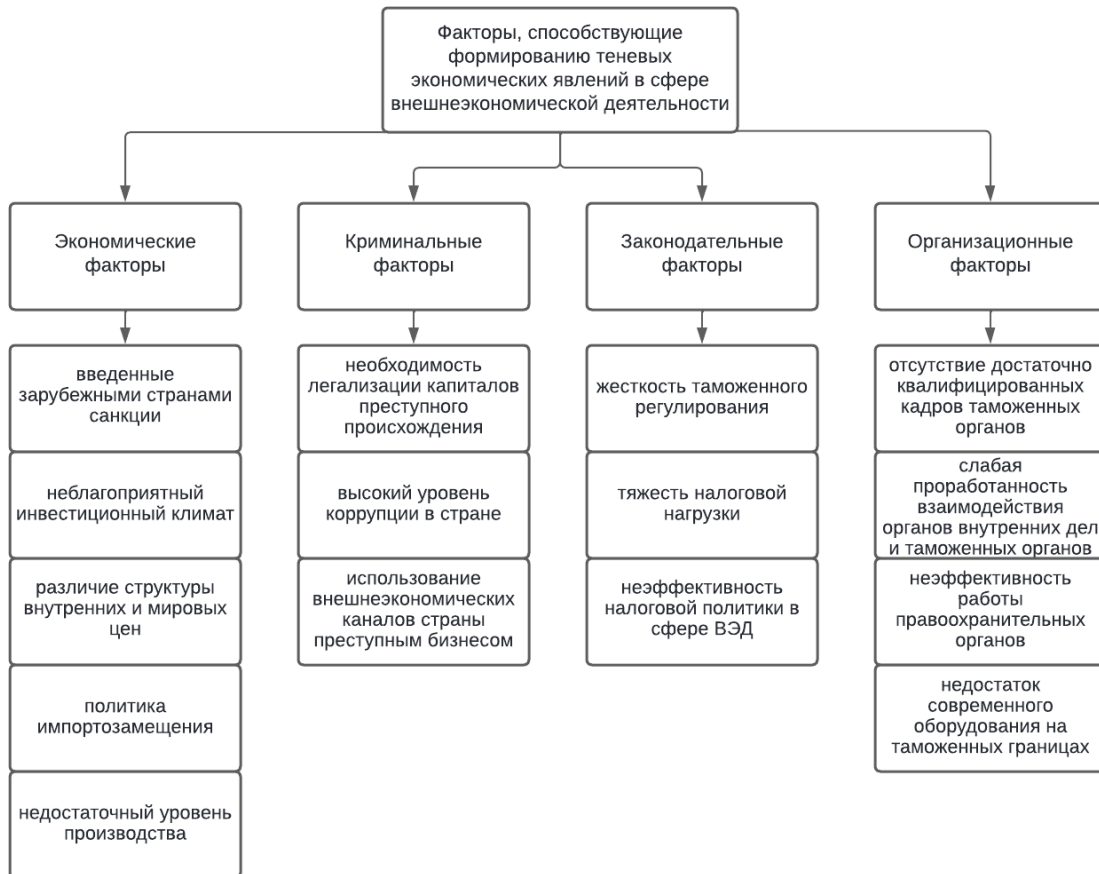 Факторы, способствующие
формированию теневых
экономических явлений в сфере
внешнеэкономической деятельности
Экономические
факторы
введенные
зарубежными странами
санкции
неблагоприятный
инвестиционный климат
различие структуры
внутренних и мировых
цен
политика
импортозамещения
недостаточный уровень
производства
Криминальные
факторы
необходимость
легализации капиталов
преступного
происхождения
высокий уровень
коррупции в стране
использование
внешнеэкономических
каналов страны
преступным бизнесом
Законодательные
факторы
жесткость таможенного
регулирования
тяжесть налоговой
нагрузки
неэффективность
налоговой политики в
сфере ВЭД
Организационные
факторы
отсутствие достаточно
квалифицированных
кадров таможенных
органов
слабая
проработанность
взаимодействия
органов внутренних дел
и таможенных органов
неэффективность
работы
правоохранительных
органов
недостаток
современного
оборудования на
таможенных границах